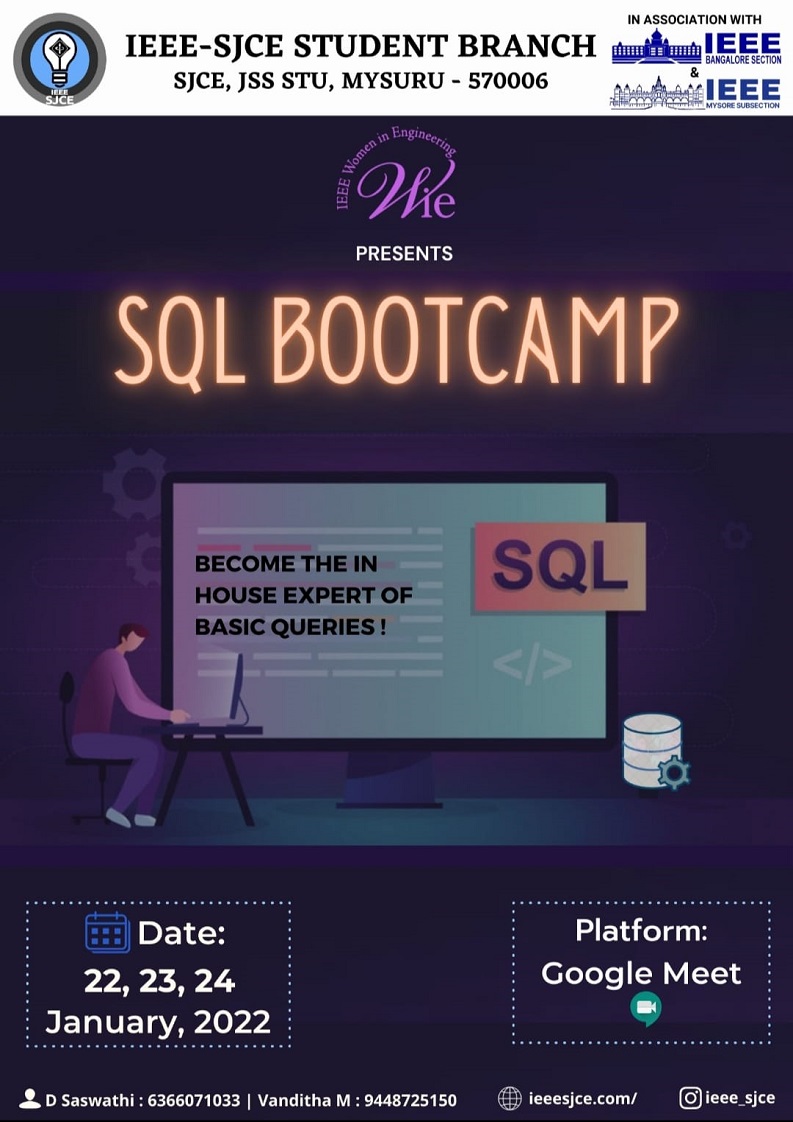 IEEE-SJCE STUDENT BRANCH
SJCE, JSS STU, MYSURU - 570006
IEEE
SJCE
IN ASSOCIATION WITH
IEEE
BANGALORE SECTION
&
IEEE
MYSORE SUBSECTION
IEEE Women in Engineering
Wie
PRESENTS
SQL BOOTCAMP
BECOME THE IN
HOUSE EXPERT OF
BASIC QUERIES !
SQL
</>
Date:
22, 23, 24
January, 2022
Platform:
Google Meet
D Saswathi : 6366071033 | Vanditha M : 9448725150
ieeesjce.com/
ieee_sjce